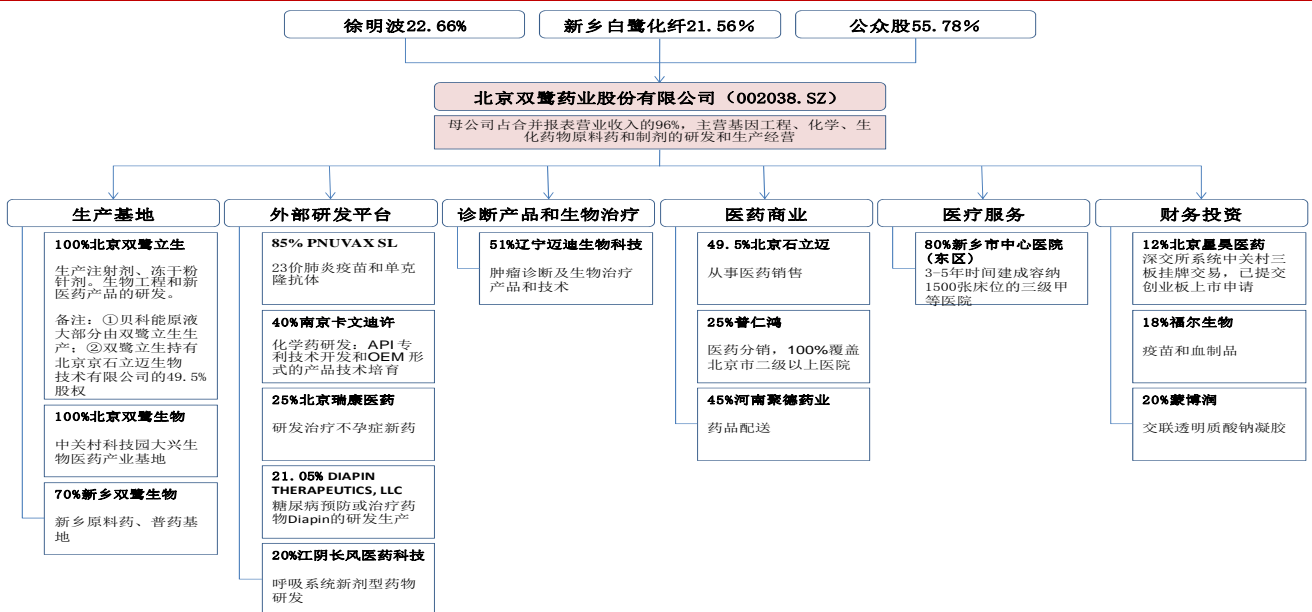 徐明波22.66%
新乡白鹭化纤21.56%
公众股55.78%
北京双鹭药业股份有限公司（002038.SZ）
母公司占合并报表营业收入的96%，主营基因工程、化学、生
化药物原料药和制剂的研发和生产经营
生产基地
100%北京双鹭立生
生产注射剂、冻干粉
针剂。生物工程和新
医药产品的研发。
备注：①贝科能原液
大部分由双鹭立生生
产；②双鹭立生持有
北京京石立迈生物
技术有限公司的49.5%
股权
100%北京双鹭生物
中关村科技园大兴生
物医药产业基地
70%新乡双鹭生物
新乡原料药、普药基
地
外部研发平台
85% PNUVAX SL
23价肺炎疫苗和单克
隆抗体
40%南京卡文迪许
化学药研发：API 专
利技术开发和OEM 形
式的产品技术培育
25%北京瑞康医药
研发治疗不孕症新药
21.05% DIAPIN
THERAPEUTICS, LLC
糖尿病预防或治疗药
物Diapin的研发生产
20%江阴长风医药科技
呼吸系统新剂型药物
研发
诊断产品和生物治疗
51%辽宁迈迪生物科技
肿瘤诊断及生物治疗
产品和技术
医药商业
49.5%北京石立迈
从事医药销售
25%普仁鸿
医药分销，100%覆盖
北京市二级以上医院
45%河南聚德药业
药品配送
医疗服务
80%新乡市中心医院
（东区）
3-5年时间建成容纳
1500张床位的三级甲
等医院
财务投资
12%北京星昊医药
深交所系统中关村三
板挂牌交易，已提交
创业板上市申请
18%福尔生物
疫苗和血制品
20%蒙博润
交联透明质酸钠凝胶